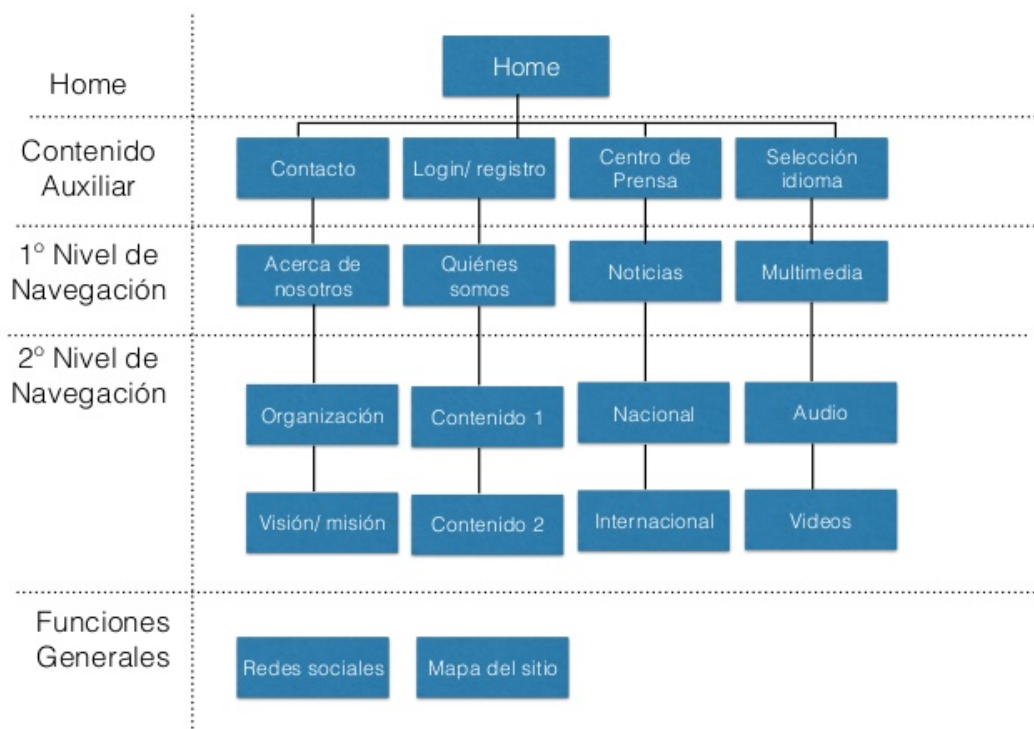 Home
Home
Contenido
Auxiliar
Contacto
Login/ registro
Centro de
Prensa
Selección
idioma
1º Nivel de
Navegación
Acerca de
nosotros
Quiénes
somos
Noticias
Multimedia
2º Nivel de
Navegación
Organización
Contenido 1
Nacional
Audio
Visión/ misión
Contenido 2
Internacional
Videos
Funciones
Generales
Redes sociales
Mapa del sitio